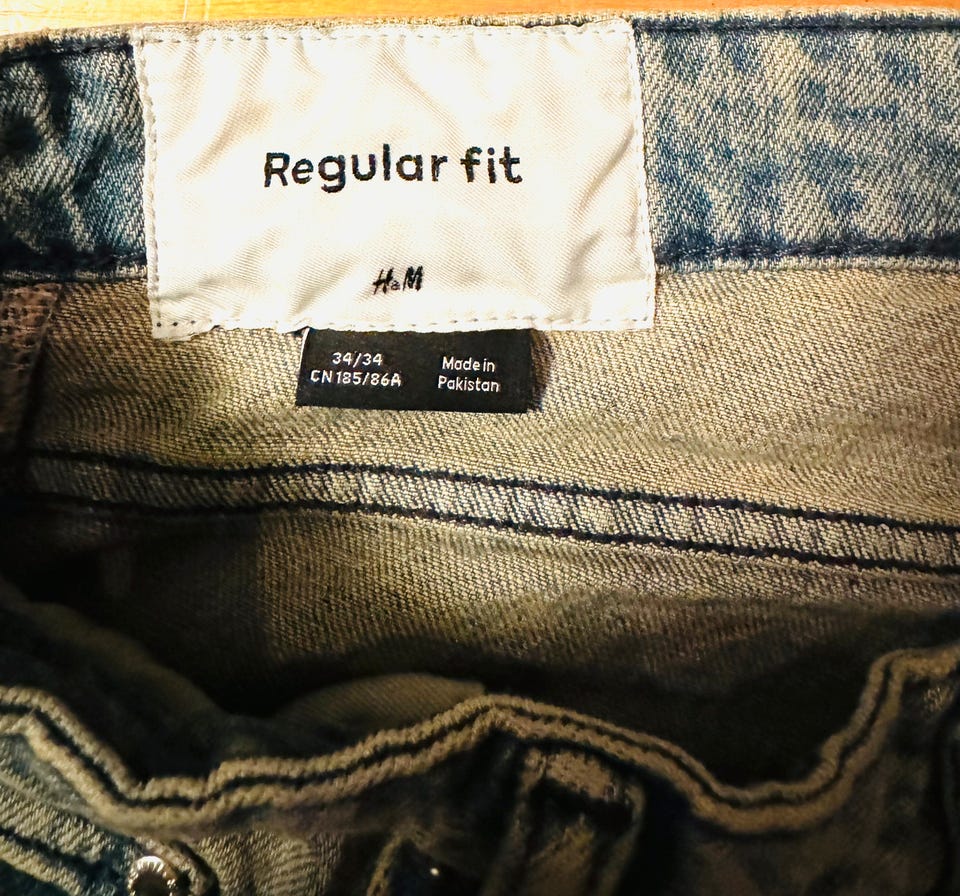 Regular fit
H&M
34/34
CN 185/86A
Made in
Pakistan